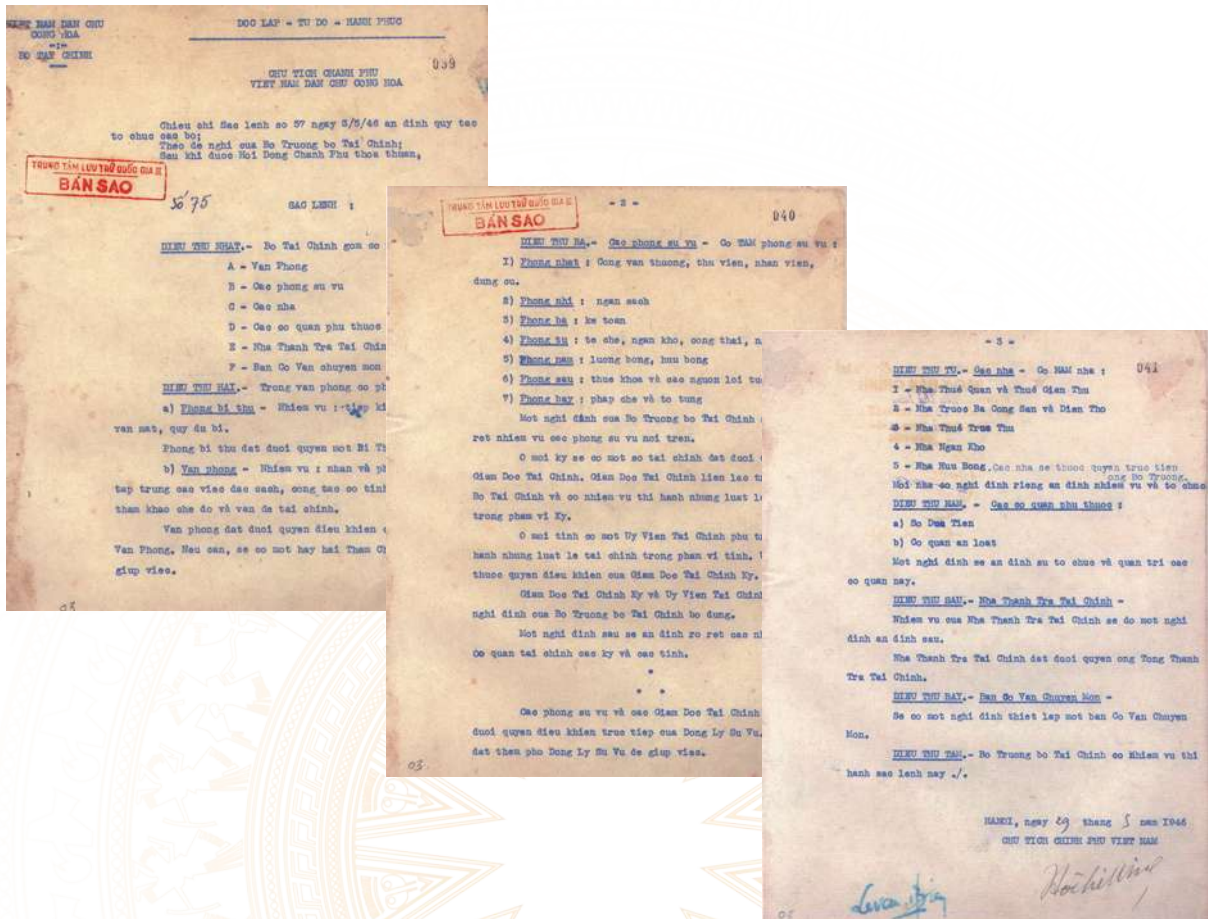 VIET NAM DAN CHU
CONG HOA
-:-
BO TAI CHINH
DOC LAP - TU DO - HANH PHUC
039
CHU TICH CHANH PHU
VIET NAM DAN CHU CONG HOA
Chieu chi Sac lenh so 57 ngay 3/5/46 an dinh quy tac
to chuc cac bo;
Theo de nghi cua Bo Truong bo Tai Chinh;
Sau khi duoc Hoi Dong Chanh Phu thoa thuan,
TRUNG TÂM LƯU TRỮ QUỐC GIA III
BẢN SAO
Số 75
SAC LENH :
DIEU THU NHAT.- Bo Tai Chinh gom co
A - Van Phong
B - Cac phong su vu
C - Cac nha
D - Cac co quan phu thuoc
E - Nha Thanh Tra Tai Chin
F - Ban Co Van chuyen mon
DIEU THU HAI.- Trong van phong co ph
a) Phong bi thu - Nhiem vu : tiep ki
van mat, quy du bi.
Phong bi thu dat duoi quyen mot Bi Th
b) Van phong - Nhiem vu : nhan và ph
tap trung cac viec dac sach, cong tac co tinh
tham khao che do và van de tai chinh.
Van phong dat duoi quyen dieu khien
Van Phong. Neu can, se co mot hay hai Tham Ch
giup viec.
03
TRUNG TÂM LƯU TRỮ QUỐC GIA III
BẢN SAO
- 2 -
040
DIEU THU BA.- Cac phong su vu - Co TAM phong su vu :
I) Phong nhat : Cong van thuong, thu vien, nhan vien,
dung cu.
2) Phong nhi : ngan sach
3) Phong ba : ke toan
4) Phong tu : te che, ngan kho, cong thai, n
5) Phong nam : luong bong, huu bong
6) Phong sau : thue khoa và cac nguon loi tu
7) Phong bay : phap che và to tung
Mot nghi dinh cua Bo Truong bo Tai Chinh
ret nhiem vu cac phong su vu noi tren.
O moi ky se co mot so tai chinh dat duoi
Giam Doc Tai Chinh. Giam Doc Tai Chinh lien lac t
Bo Tai Chinh và co nhiem vu thi hanh nhung luat l
trong pham vi Ky.
O moi tinh co mot Uy Vien Tai Chinh phu t
hanh nhung luat le tai chinh trong pham vi tinh.
thuoc quyen dieu khien cua Giam Doc Tai Chinh Ky.
Giam Doc Tai Chinh Ky và Uy Vien Tai Chinh
nghi dinh cua Bo Truong bo Tai Chinh bo dung.
Mot nghi dinh sau se an dinh ro ret cac n
co quan tai chinh cac ky và cac tinh.
*
* *
Cac phong su vu và cac Giam Doc Tai Chinh
duoi quyen dieu khien truc tiep cua Dong Ly Su Vu.
dat them pho Dong Ly Su Vu de giup viec.
03.
- 3 -
041
DIEU THU TU.- Cac nha - Co NAM nha :
I - Nha Thué Quan và Thué Gian Thu
2 - Nha Truoc Ba Cong San và Dien Tho
3 - Nha Thué Truc Thu
4 - Nha Ngan Kho
5 - Nha Huu Bong. Cac nha se thuoc quyen truc tiep
ong Bo Truong.
Moi nha co nghi dinh rieng an dinh nhiem vu và to chuc
DIEU THU NAM. - Cac co quan phu thuoc :
a) So Duc Tien
b) Co quan an loat
Mot nghi dinh se an dinh su to chuc và quan tri cac
co quan nay.
DIEU THU SAU.- Nha Thanh Tra Tai Chinh -
Nhiem vu cua Nha Thanh Tra Tai Chinh se do mot nghi
dinh an dinh sau.
Nha Thanh Tra Tai Chinh dat duoi quyen ong Tong Thanh
Tra Tai Chinh.
DIEU THU BAY.- Ban Co Van Chuyen Mon -
Se co mot nghi dinh thiet lap mot ban Co Van Chuyen
Mon.
DIEU THU TAM.- Bo Truong bo Tai Chinh co Nhiem vu thi
hanh sac lenh nay ./.
HANOI, ngay 29 thang 5 nam 1946
CHU TICH CHINH PHU VIET NAM